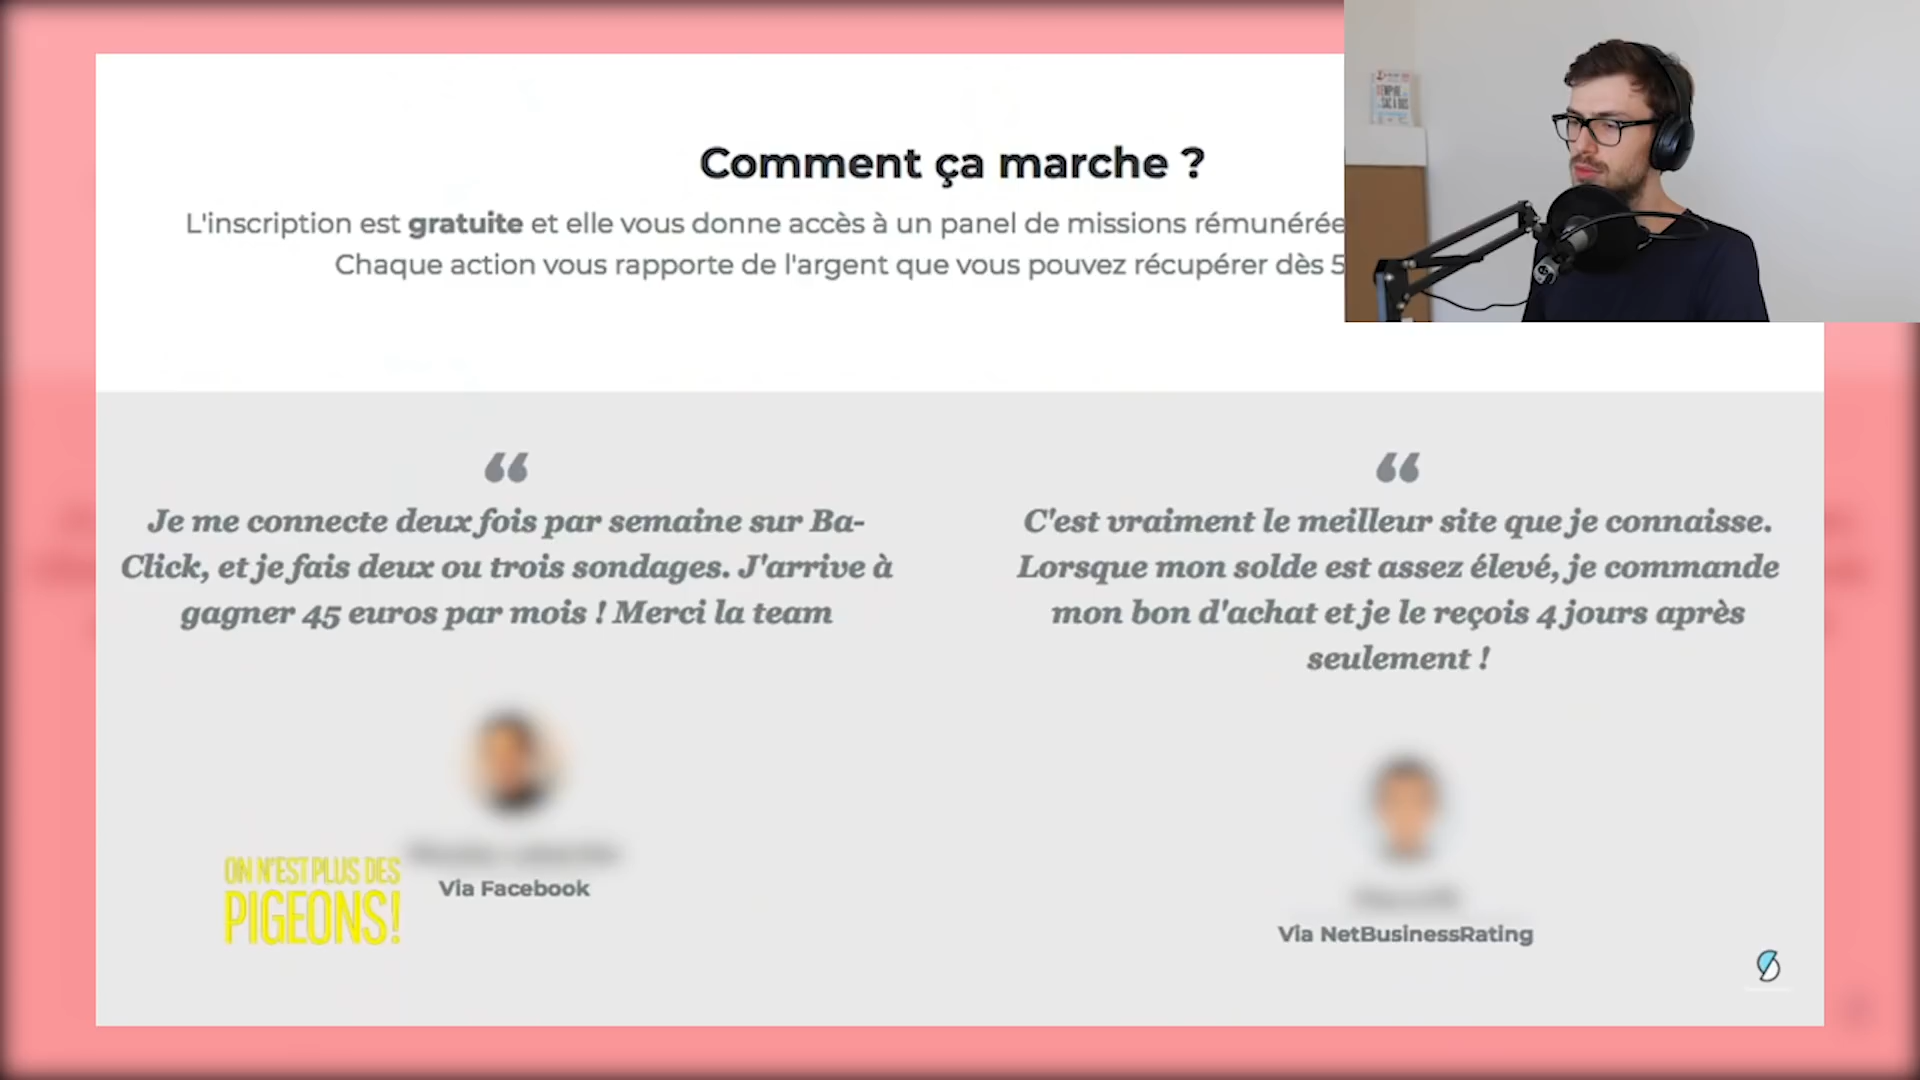 Comment ça marche ?
L'inscription est gratuite et elle vous donne accès à un panel de missions rémunérée
Chaque action vous rapporte de l'argent que vous pouvez récupérer dès 5
“
Je me connecte deux fois par semaine sur Ba-
Click, et je fais deux ou trois sondages. J'arrive à
gagner 45 euros par mois ! Merci la team
Via Facebook
“
C'est vraiment le meilleur site que je connaisse.
Lorsque mon solde est assez élevé, je commande
mon bon d'achat et je le reçois 4 jours après
seulement !
Via NetBusinessRating
ON N'EST PLUS DES
PIGEONS!
EMPIRE
SAC À DOS